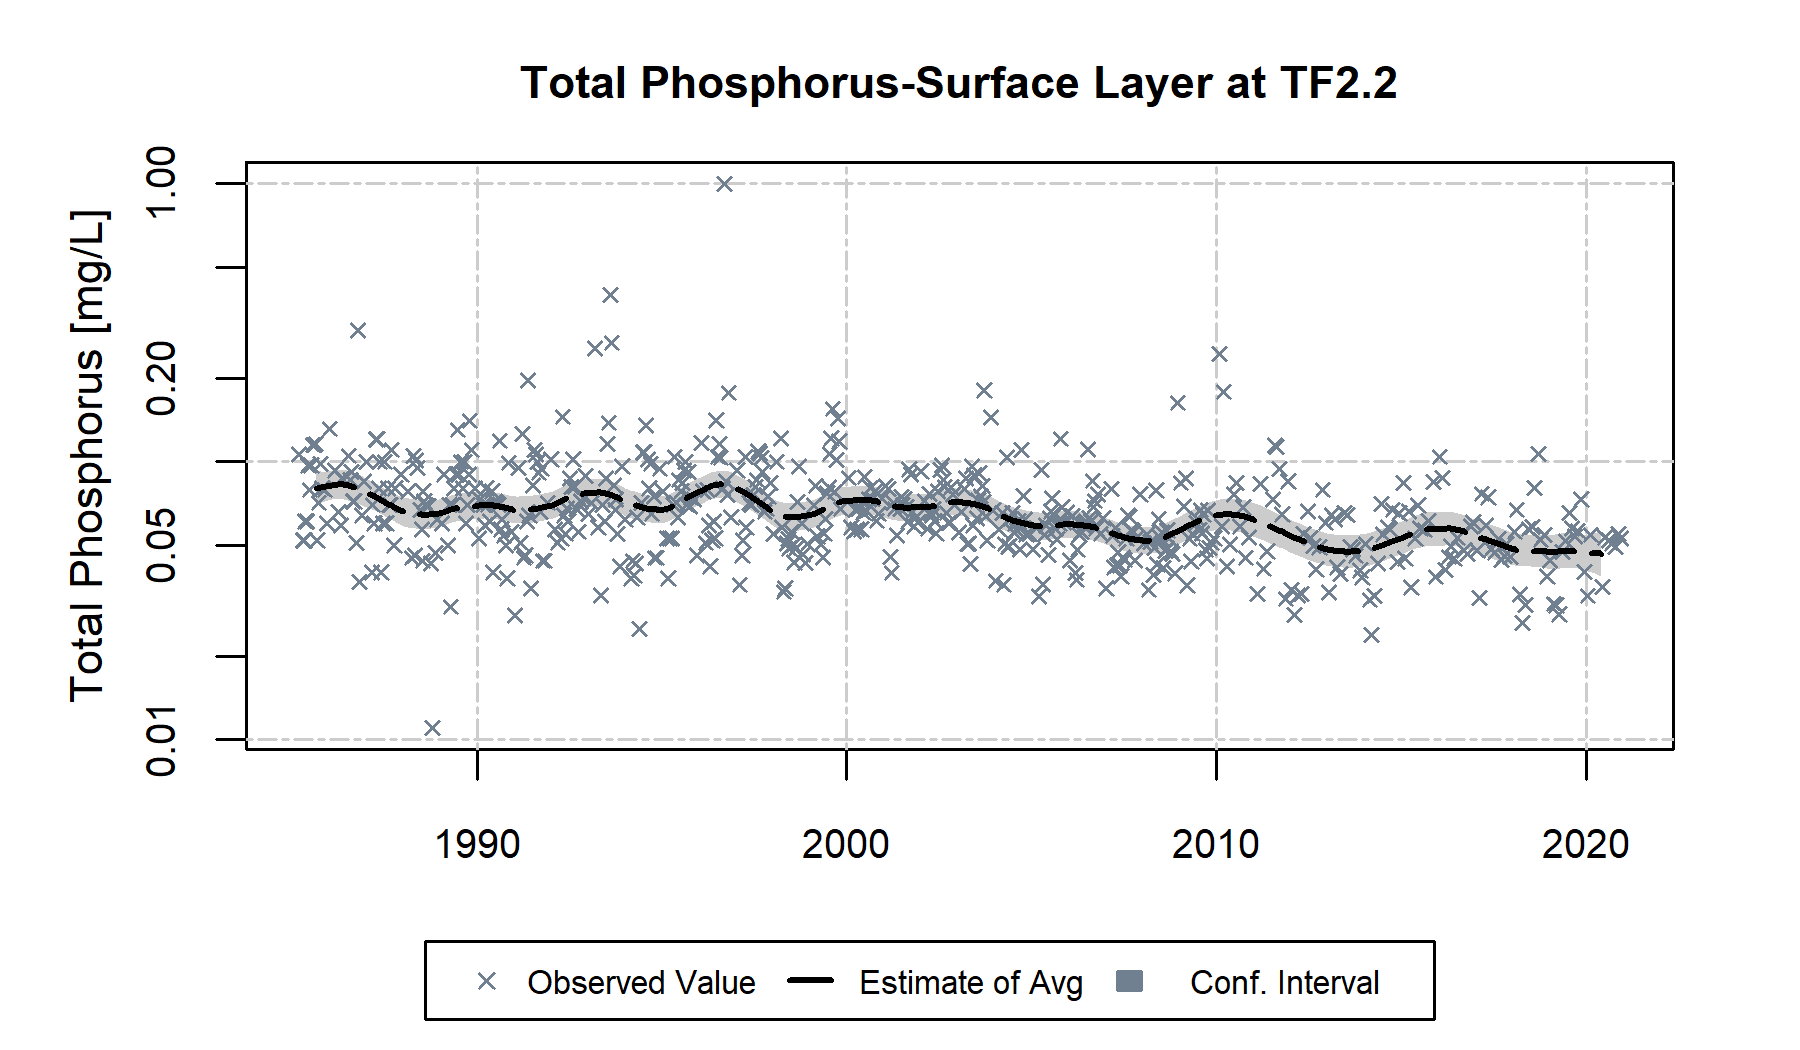 Total Phosphorus-Surface Layer at TF2.2
Total Phosphorus [mg/L]
1.00
0.20
0.05
0.01
1990 2000 2010 2020
Observed Value Estimate of Avg Conf. Interval